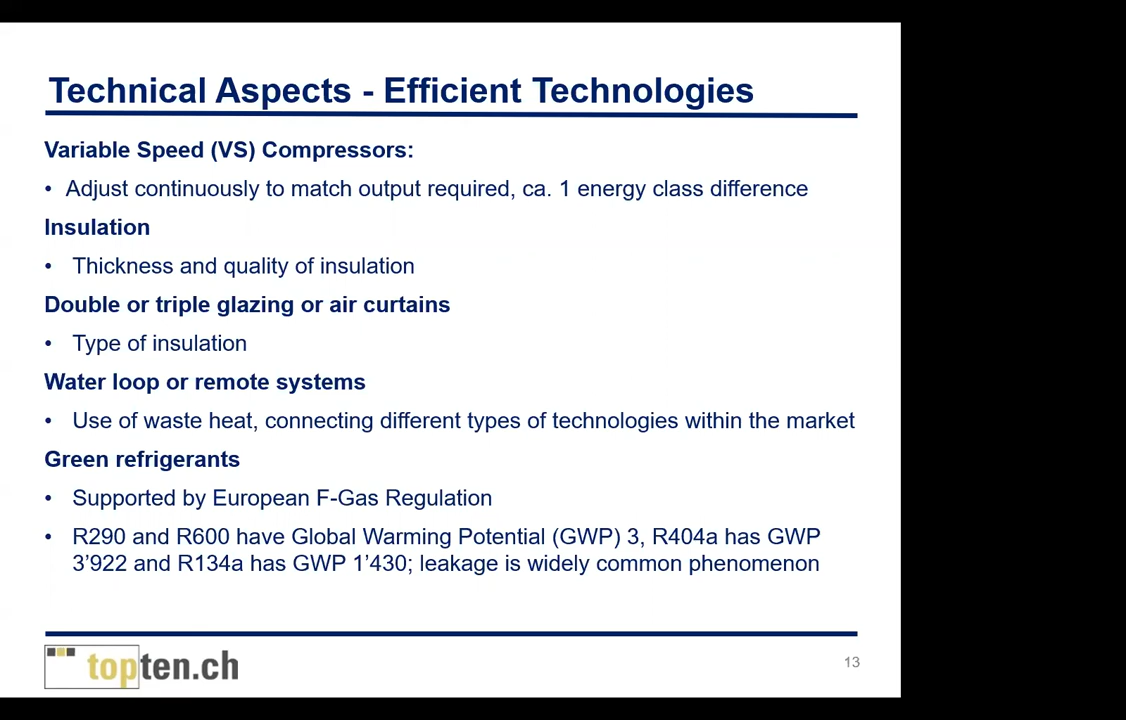 Technical Aspects - Efficient Technologies
Variable Speed (VS) Compressors:
• Adjust continuously to match output required, ca. 1 energy class difference
Insulation
• Thickness and quality of insulation
Double or triple glazing or air curtains
• Type of insulation
Water loop or remote systems
• Use of waste heat, connecting different types of technologies within the market
Green refrigerants
• Supported by European F-Gas Regulation
• R290 and R600 have Global Warming Potential (GWP) 3, R404a has GWP
3’922 and R134a has GWP 1’430; leakage is widely common phenomenon
topten.ch
13